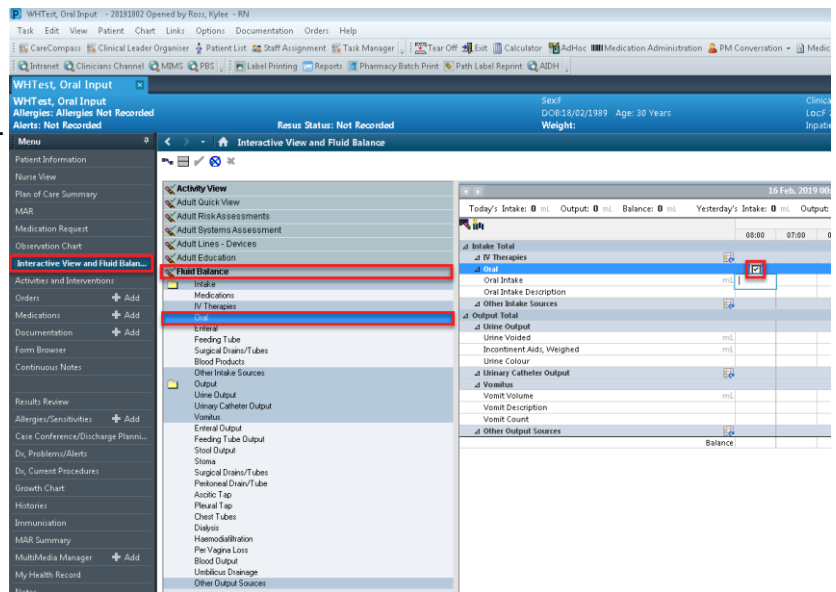 WHTest, Oral Input - 20191802 Opened by Ross, Kylee - RN
Task Edit View Patient Chart Links Options Documentation Orders Help
CareCompass Clinical Leader Organiser Patient List Staff Assignment Task Manager Tear Off Exit Calculator AdHoc Medication Administration PM Conversation Medic
Intranet Clinicians Channel MIMS PBS Label Printing Reports Pharmacy Batch Print Path Label Reprint AIDH
WHTest, Oral Input
WHTest, Oral Input Sex:F Clinica
Allergies: Allergies Not Recorded DOB:18/02/1989 Age: 30 Years Loc:F
Alerts: Not Recorded Resus Status: Not Recorded Weight: Inpatie
Menu
Interactive View and Fluid Balance
Patient Information
Nurse View
Plan of Care Summary
MAR
Medication Request
Observation Chart
Interactive View and Fluid Balan...
Activities and Interventions
Orders + Add
Medications + Add
Documentation + Add
Form Browser
Continuous Notes
Results Review
Allergies/Sensitivities + Add
Case Conference/Discharge Planni...
Dx, Problems/Alerts
Dx, Current Procedures
Growth Chart
Histories
Immunisation
MAR Summary
MultiMedia Manager + Add
My Health Record
Notes
Activity View
Adult Quick View
Adult Risk Assessments
Adult Systems Assessment
Adult Lines - Devices
Adult Education
Fluid Balance
Intake
Medications
IV Therapies
Oral
Enteral
Feeding Tube
Surgical Drains/Tubes
Blood Products
Other Intake Sources
Output
Urine Output
Urinary Catheter Output
Vomitus
Enteral Output
Feeding Tube Output
Stool Output
Stoma
Surgical Drains/Tubes
Peritoneal Drain/Tube
Ascitic Tap
Pleural Tap
Chest Tubes
Dialysis
Haemodiafiltration
Per Vagina Loss
Blood Output
Umbilicus Drainage
Other Output Sources
16 Feb, 2019 00:
Today's Intake: 0 mL Output: 0 mL Balance: 0 mL Yesterday's Intake: 0 mL Output:
08:00 07:00
Intake Total
IV Therapies
Oral
Oral Intake mL
Oral Intake Description
Other Intake Sources
Output Total
Urine Output
Urine Voided mL
Incontinent Aids, Weighed mL
Urine Colour
Urinary Catheter Output
Vomitus
Vomit Volume mL
Vomit Description
Vomit Count
Other Output Sources
Balance